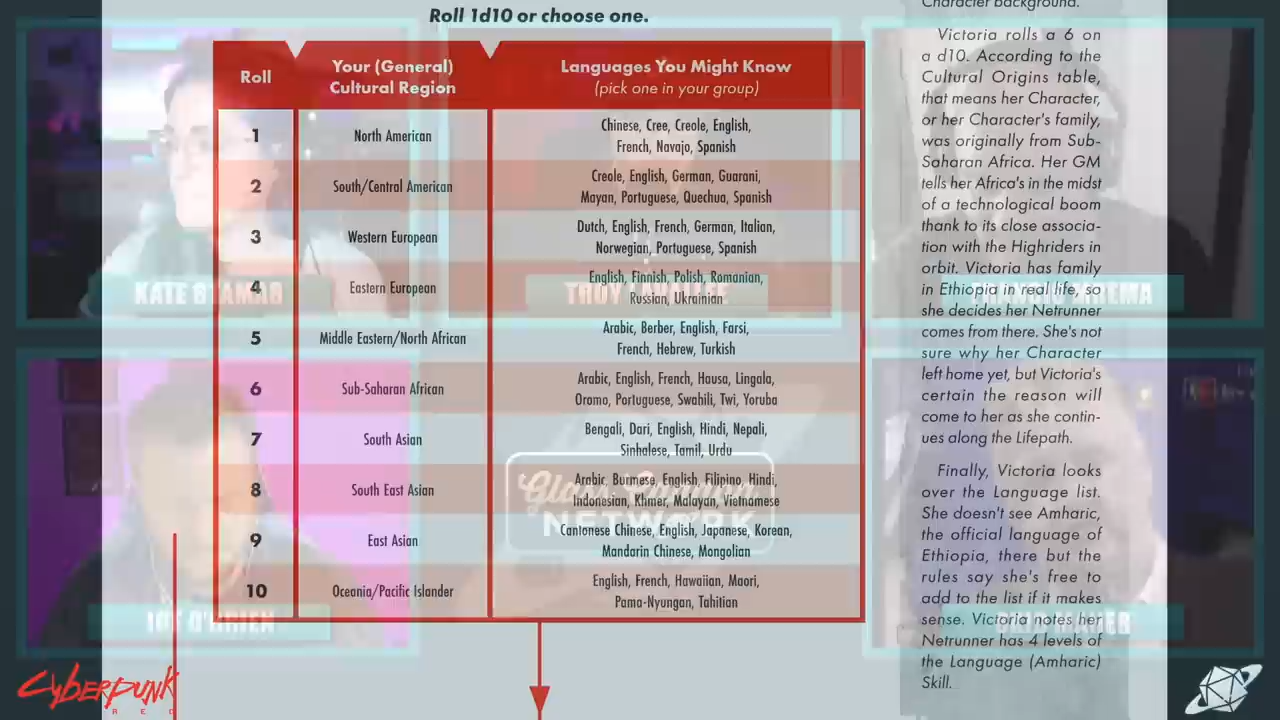 Roll 1d10 or choose one.
Roll
Your (General)
Cultural Region
Languages You Might Know
(pick one in your group)
1
North American
Chinese, Cree, Creole, English,
French, Navajo, Spanish
2
South/Central American
Creole, English, German, Guarani,
Mayan, Portuguese, Quechua, Spanish
3
Western European
Dutch, English, French, German, Italian,
Norwegian, Portuguese, Spanish
4
Eastern European
English, Finnish, Polish, Romanian,
Russian, Ukrainian
5
Middle Eastern/North African
Arabic, Berber, English, Farsi,
French, Hebrew, Turkish
6
Sub-Saharan African
Arabic, English, French, Hausa, Lingala,
Oromo, Portuguese, Swahili, Twi, Yoruba
7
South Asian
Bengali, Dari, English, Hindi, Nepali,
Sinhalese, Tamil, Urdu
8
South East Asian
Arabic, Burmese, English, Filipino, Hindi,
Indonesian, Khmer, Malayan, Vietnamese
9
East Asian
Cantonese Chinese, English, Japanese, Korean,
Mandarin Chinese, Mongolian
10
Oceania/Pacific Islander
English, French, Hawaiian, Maori,
Pama-Nyungan, Tahitian
Character background.
Victoria rolls a 6 on
a d10. According to the
Cultural Origins table,
that means her Character,
or her Character's family,
was originally from Sub-
Saharan Africa. Her GM
tells her Africa's in the midst
of a technological boom
thank to its close associa-
tion with the Highriders in
orbit. Victoria has family
in Ethiopia in real life, so
she decides her Netrunner
comes from there. She's not
sure why her Character
left home yet, but Victoria's
certain the reason will
come to her as she contin-
ues along the Lifepath.
Finally, Victoria looks
over the Language list.
She doesn't see Amharic,
the official language of
Ethiopia, there but the
rules say she's free to
add to the list if it makes
sense. Victoria notes her
Netrunner has 4 levels of
the Language (Amharic)
Skill.
KATE
TROY
JOE O'BRIEN
NETWORK
Cyberpunk
RED